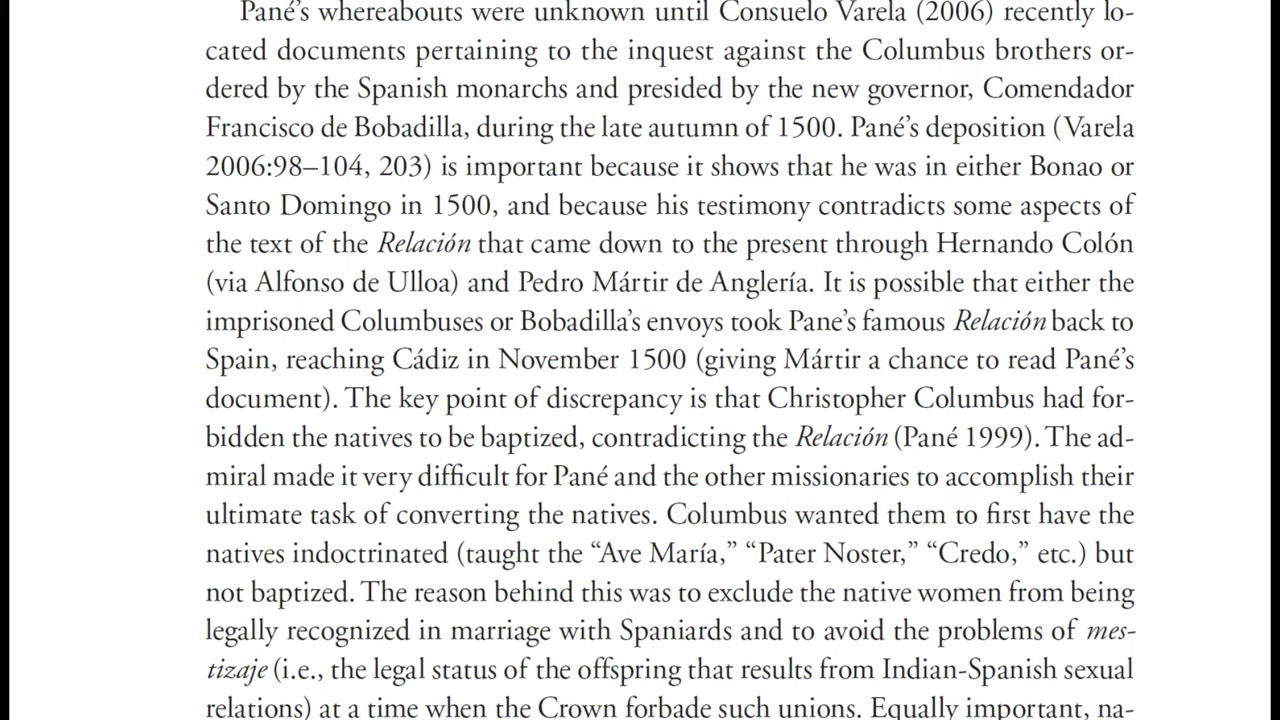 Pané’s whereabouts were unknown until Consuelo Varela (2006) recently lo-
cated documents pertaining to the inquest against the Columbus brothers or-
dered by the Spanish monarchs and presided by the new governor, Comendador
Francisco de Bobadilla, during the late autumn of 1500. Pané’s deposition (Varela
2006:98–104, 203) is important because it shows that he was in either Bonao or
Santo Domingo in 1500, and because his testimony contradicts some aspects of
the text of the Relación that came down to the present through Hernando Colón
(via Alfonso de Ulloa) and Pedro Mártir de Anglería. It is possible that either the
imprisoned Columbuses or Bobadilla’s envoys took Pane’s famous Relación back to
Spain, reaching Cádiz in November 1500 (giving Mártir a chance to read Pané’s
document). The key point of discrepancy is that Christopher Columbus had for-
bidden the natives to be baptized, contradicting the Relación (Pané 1999). The ad-
miral made it very difficult for Pané and the other missionaries to accomplish their
ultimate task of converting the natives. Columbus wanted them to first have the
natives indoctrinated (taught the “Ave María,” “Pater Noster,” “Credo,” etc.) but
not baptized. The reason behind this was to exclude the native women from being
legally recognized in marriage with Spaniards and to avoid the problems of mes-
tizaje (i.e., the legal status of the offspring that results from Indian-Spanish sexual
relations) at a time when the Crown forbade such unions. Equally important, na-